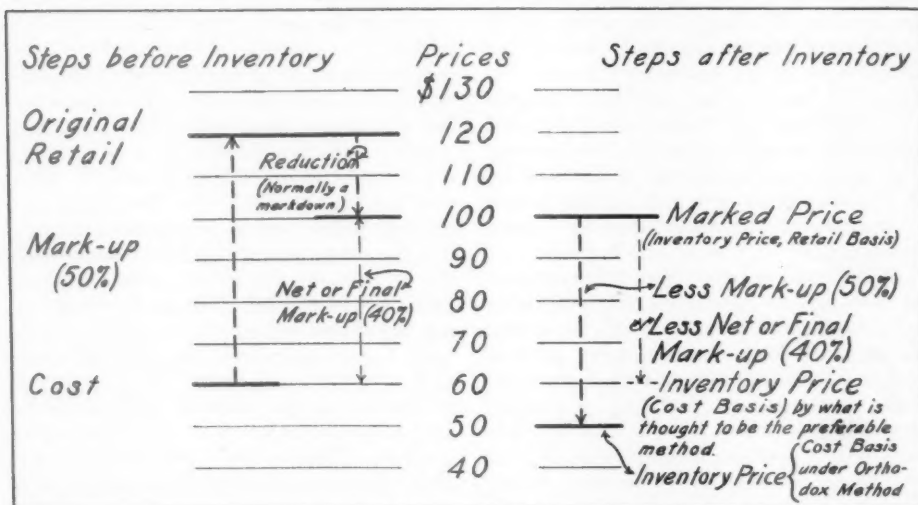 Steps before Inventory
Prices
Steps after Inventory
$130
Original
Retail
120
Reduction
(Normally a
markdown)
110
100
Marked Price
(Inventory Price, Retail Basis)
Mark-up
(50%)
90
Net or Final
Mark-up (40%)
80
Less Mark-up (50%)
70
Less Net or Final
Mark-up (40%)
Cost
60
Inventory Price
(Cost Basis) by what is
thought to be the preferable
method.
50
40
Inventory Price
Cost Basis
under Ortho-
dox Method